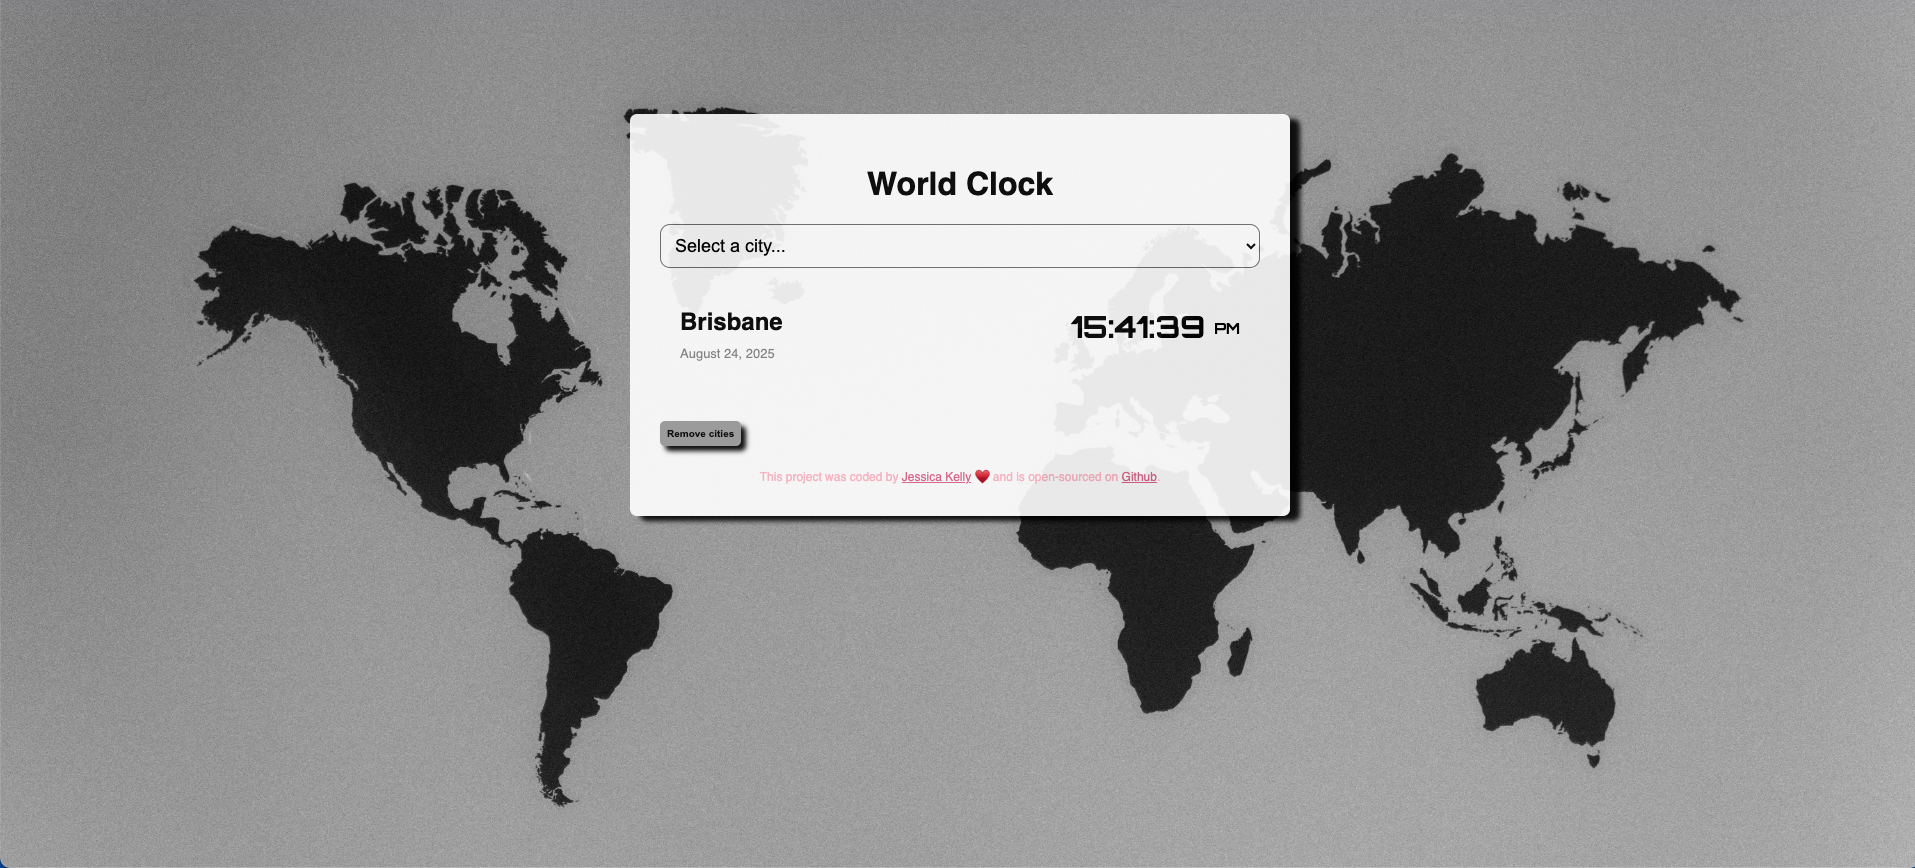 World Clock
Select a city...
Brisbane
15:41:39 PM
August 24, 2025
Remove cities
This project was coded by Jessica Kelly ❤️ and is open-sourced on Github.